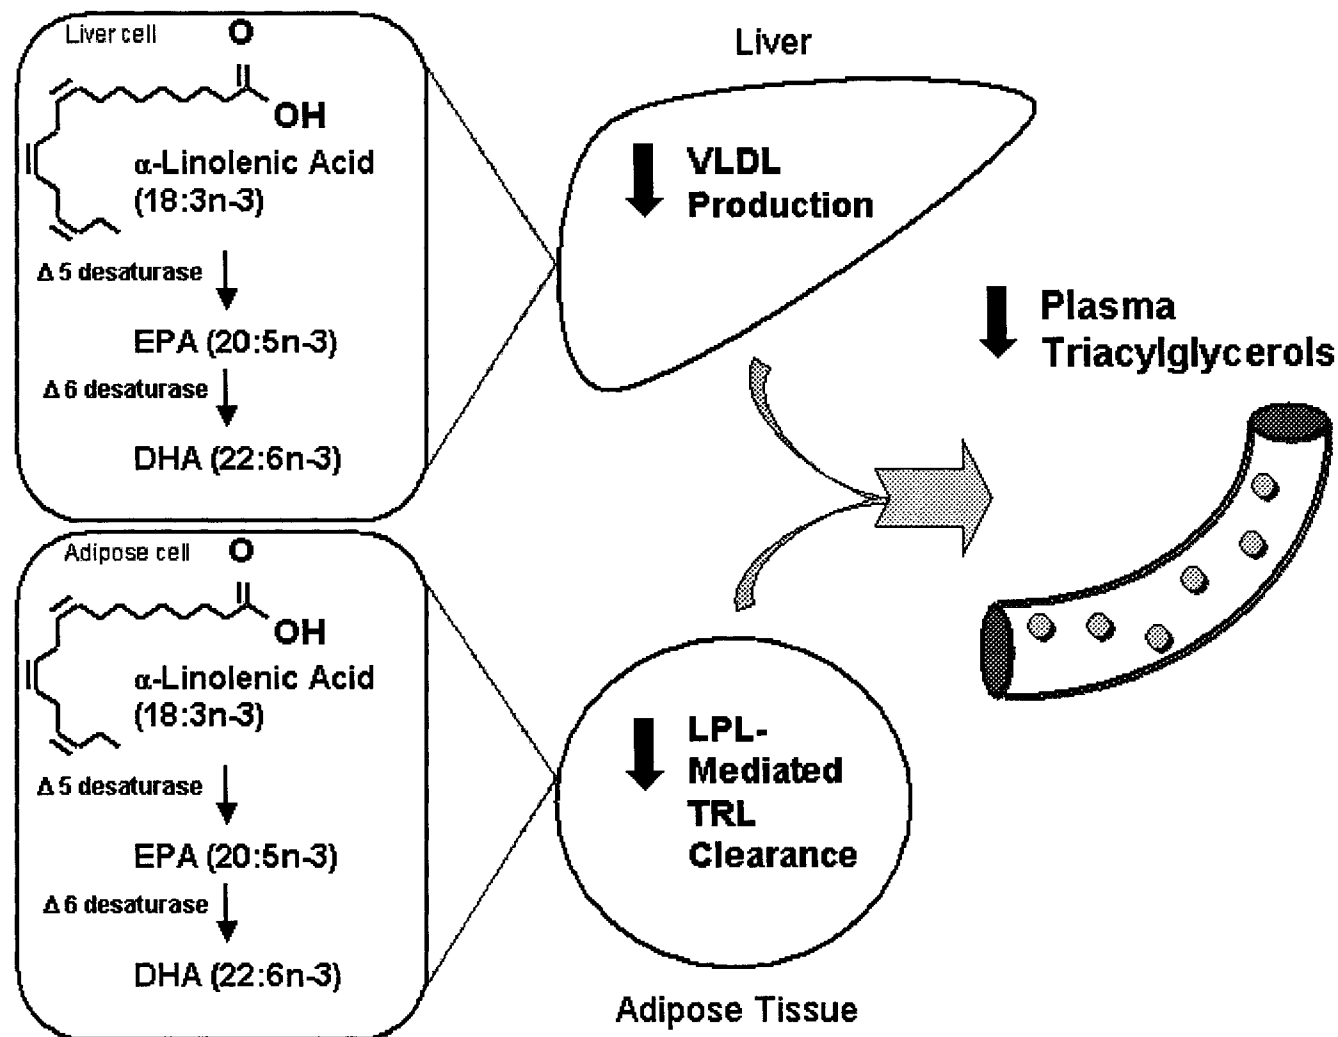 Liver cell
O
OH
α-Linolenic Acid
(18:3n-3)
Δ 5 desaturase
EPA (20:5n-3)
Δ 6 desaturase
DHA (22:6n-3)
Liver
VLDL
Production
Plasma
Triacylglycerols
Adipose cell
O
OH
α-Linolenic Acid
(18:3n-3)
Δ 5 desaturase
EPA (20:5n-3)
Δ 6 desaturase
DHA (22:6n-3)
LPL-
Mediated
TRL
Clearance
Adipose Tissue